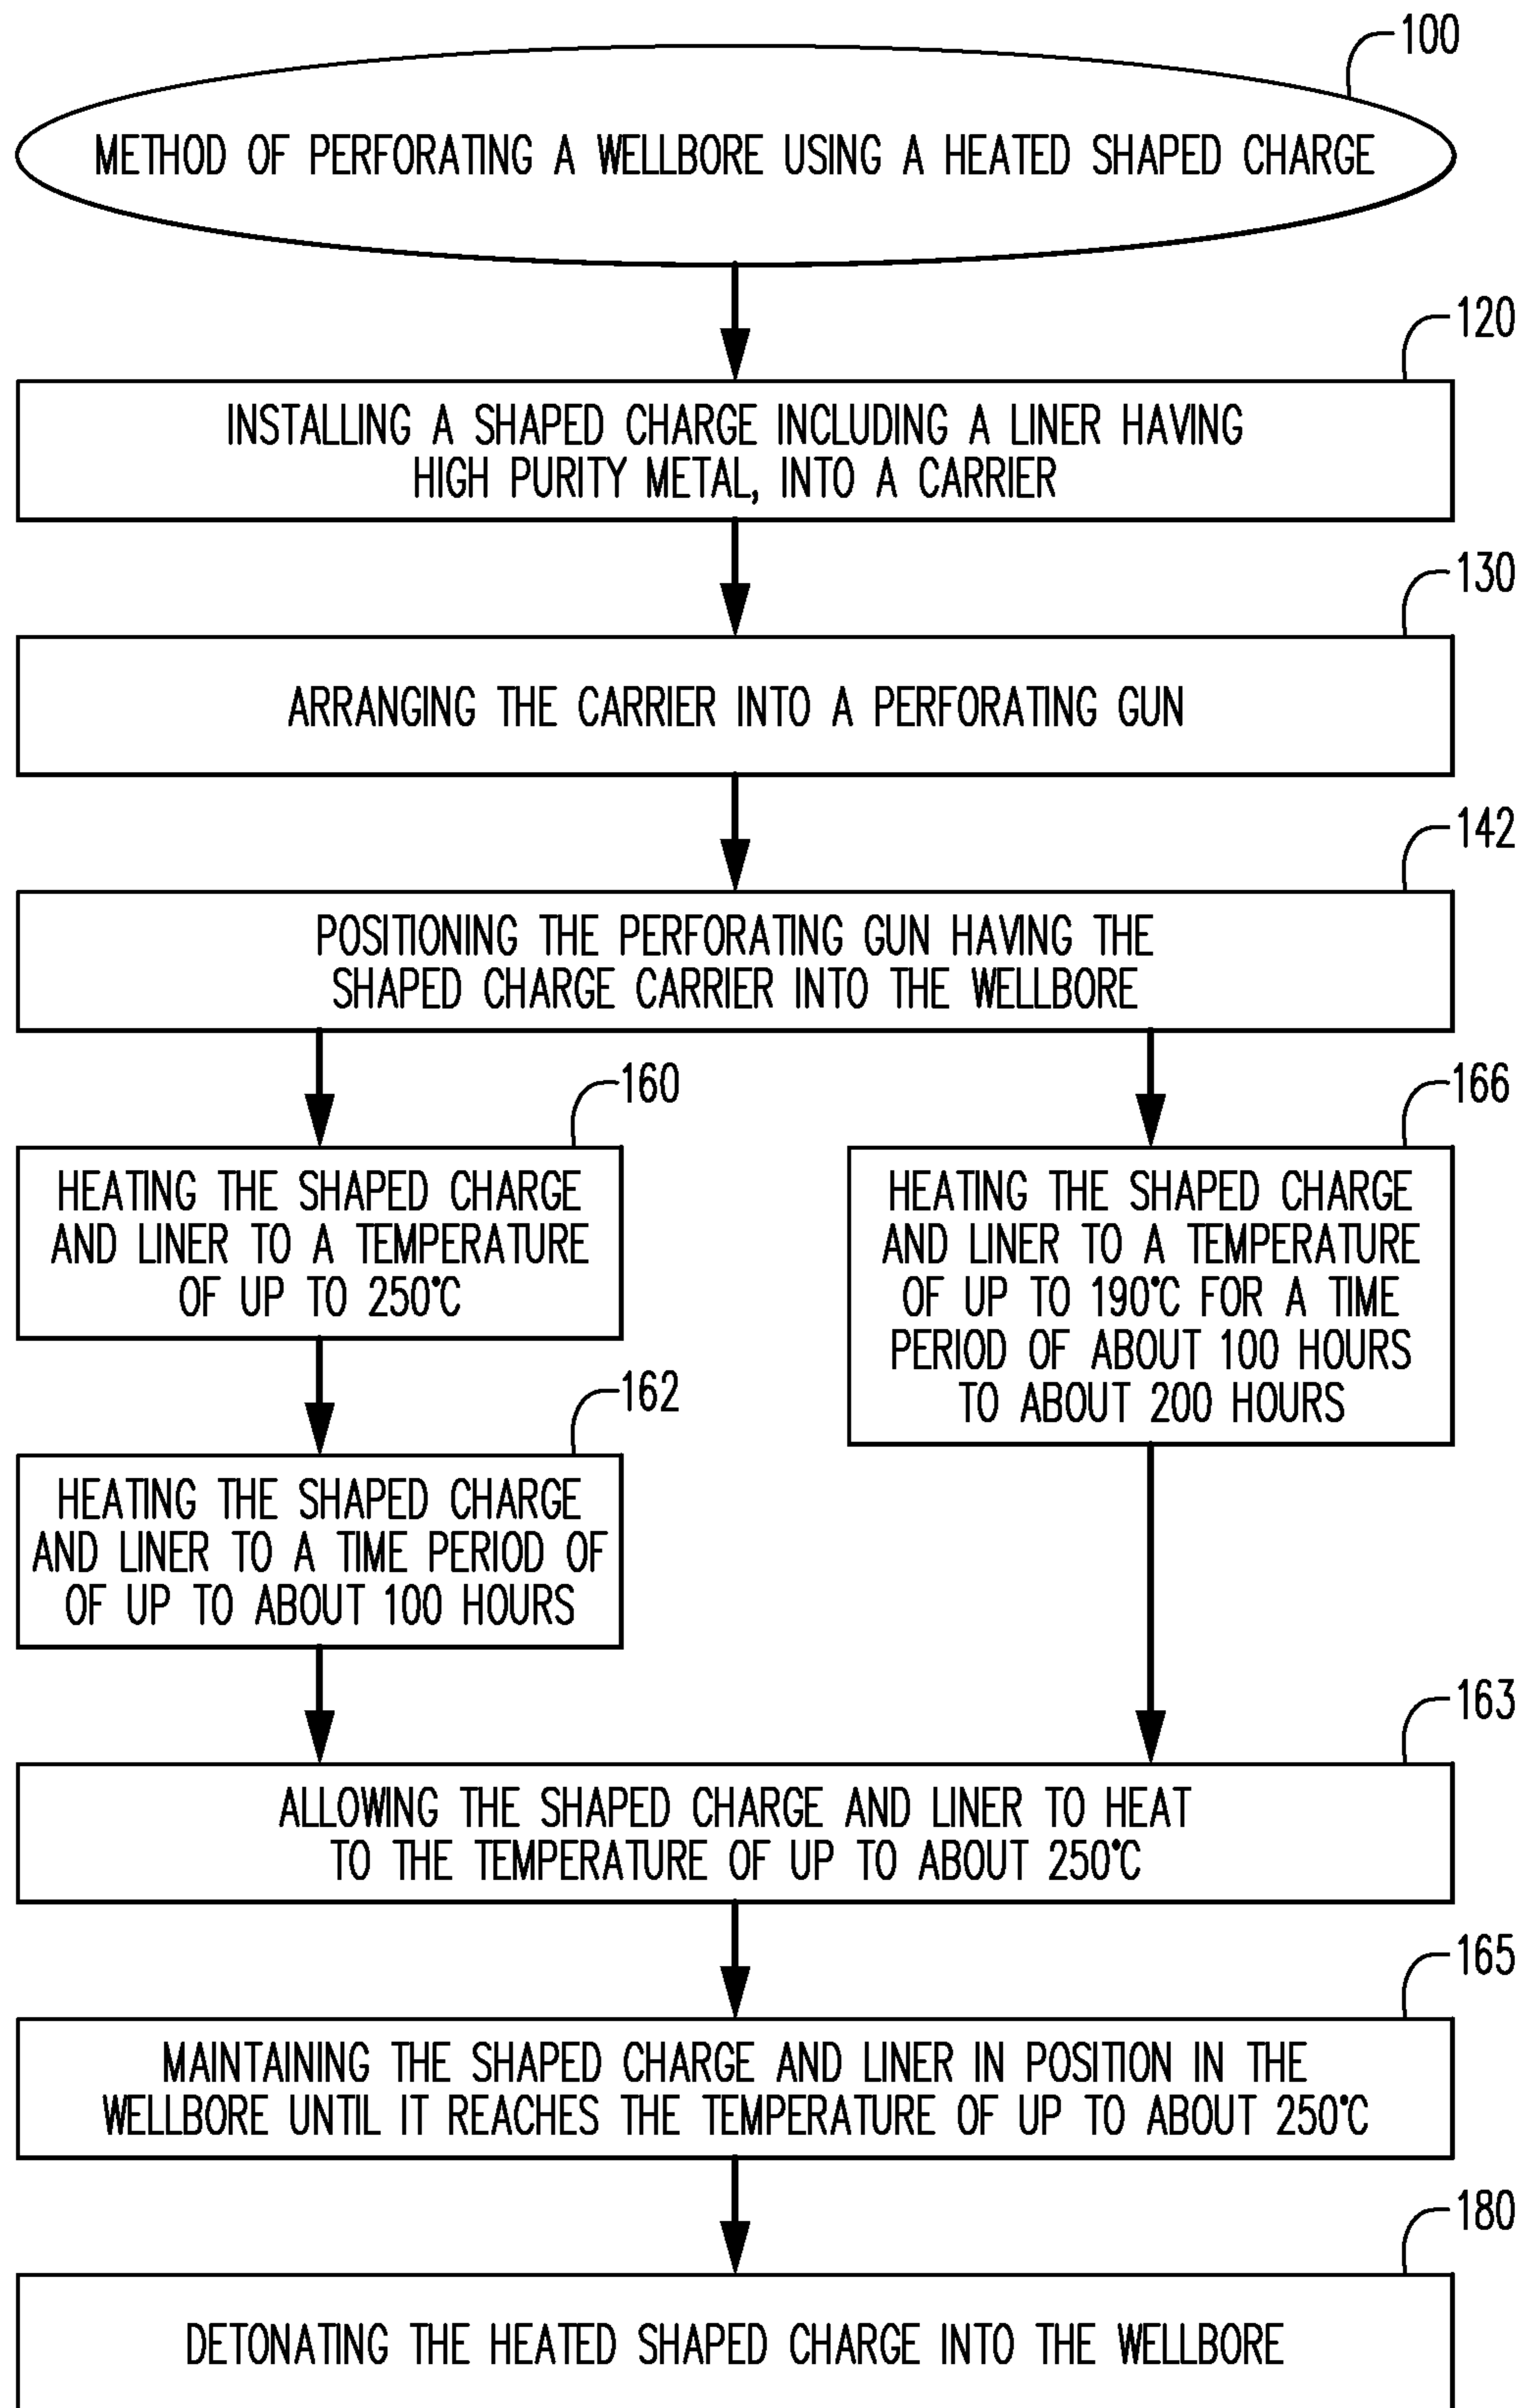 100
METHOD OF PERFORATING A WELLBORE USING A HEATED SHAPED CHARGE
120
INSTALLING A SHAPED CHARGE INCLUDING A LINER HAVING
HIGH PURITY METAL, INTO A CARRIER
130
ARRANGING THE CARRIER INTO A PERFORATING GUN
142
POSITIONING THE PERFORATING GUN HAVING THE
SHAPED CHARGE CARRIER INTO THE WELLBORE
160
HEATING THE SHAPED CHARGE
AND LINER TO A TEMPERATURE
OF UP TO 250°C
162
HEATING THE SHAPED CHARGE
AND LINER TO A TIME PERIOD OF
OF UP TO ABOUT 100 HOURS
166
HEATING THE SHAPED CHARGE
AND LINER TO A TEMPERATURE
OF UP TO 190°C FOR A TIME
PERIOD OF ABOUT 100 HOURS
TO ABOUT 200 HOURS
163
ALLOWING THE SHAPED CHARGE AND LINER TO HEAT
TO THE TEMPERATURE OF UP TO ABOUT 250°C
165
MAINTAINING THE SHAPED CHARGE AND LINER IN POSITION IN THE
WELLBORE UNTIL IT REACHES THE TEMPERATURE OF UP TO ABOUT 250°C
180
DETONATING THE HEATED SHAPED CHARGE INTO THE WELLBORE